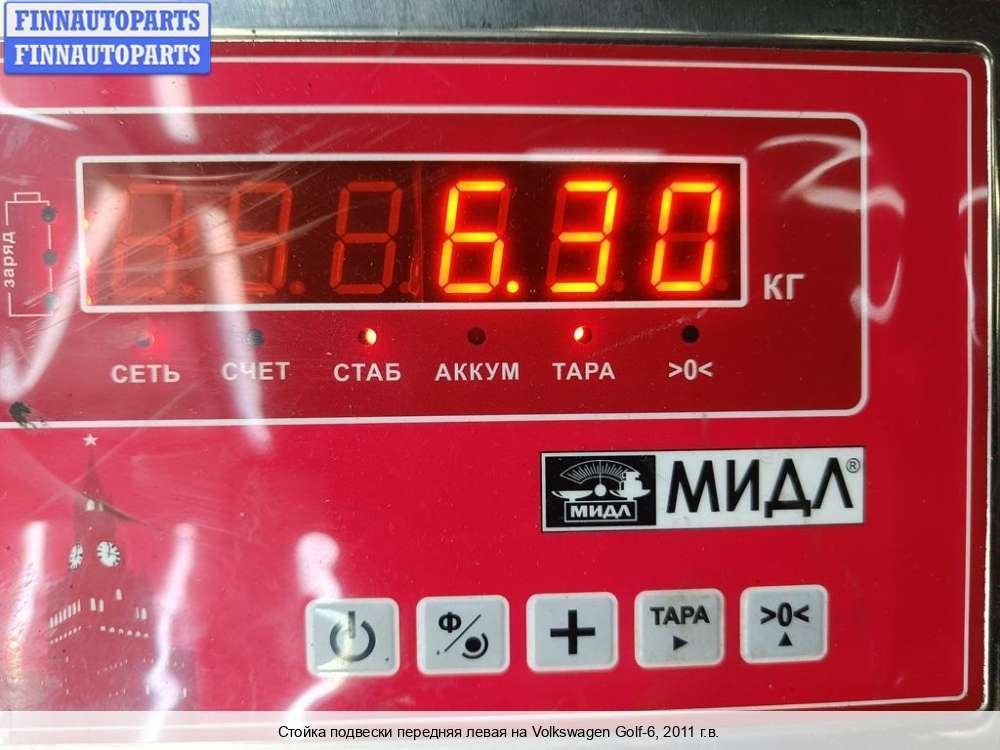 FINNAUTOPARTS
FINNAUTOPARTS
заряд
6.30 КГ
СЕТЬ СЧЕТ СТАБ АККУМ ТАРА >0<
МИДЛ МИДЛ®
Ф ТАРА >0<
Стойка подвески передняя левая на Volkswagen Golf-6, 2011 г.в.